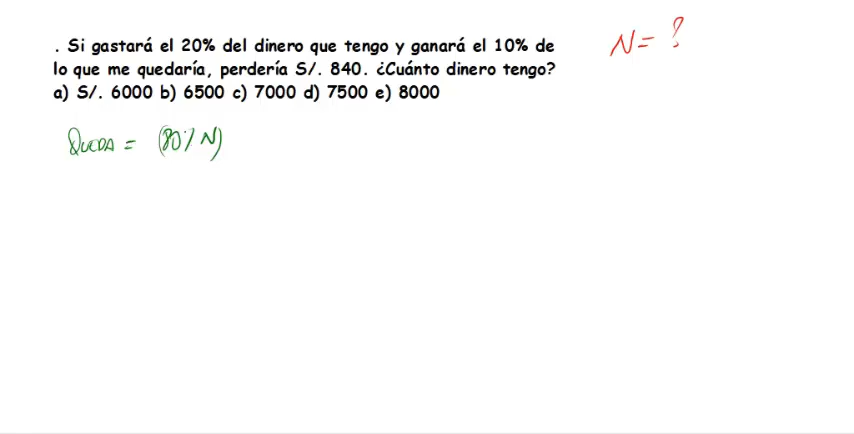 . Si gastará el 20% del dinero que tengo y ganará el 10% de
lo que me quedaría, perdería S/. 840. ¿Cuánto dinero tengo?
a) S/. 6000 b) 6500 c) 7000 d) 7500 e) 8000
N = ?
QUEDA = (80% N)